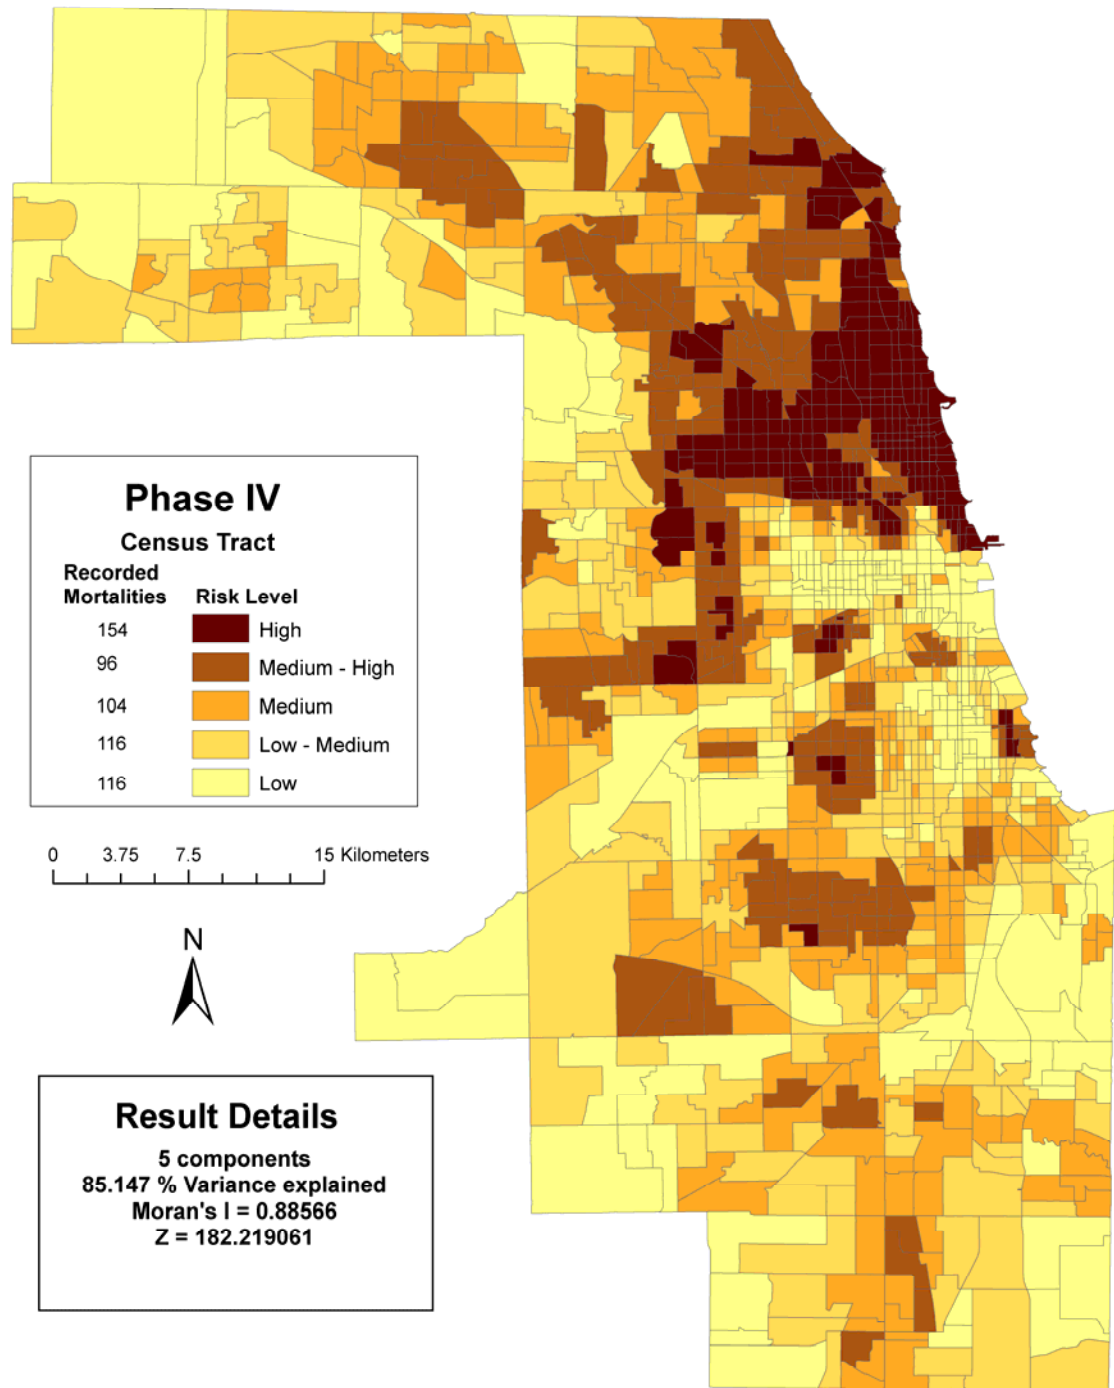 Phase IV
Census Tract
Recorded
Mortalities Risk Level
154 High
96 Medium - High
104 Medium
116 Low - Medium
116 Low
0 3.75 7.5 15 Kilometers
N
Result Details
5 components
85.147 % Variance explained
Moran's I = 0.88566
Z = 182.219061